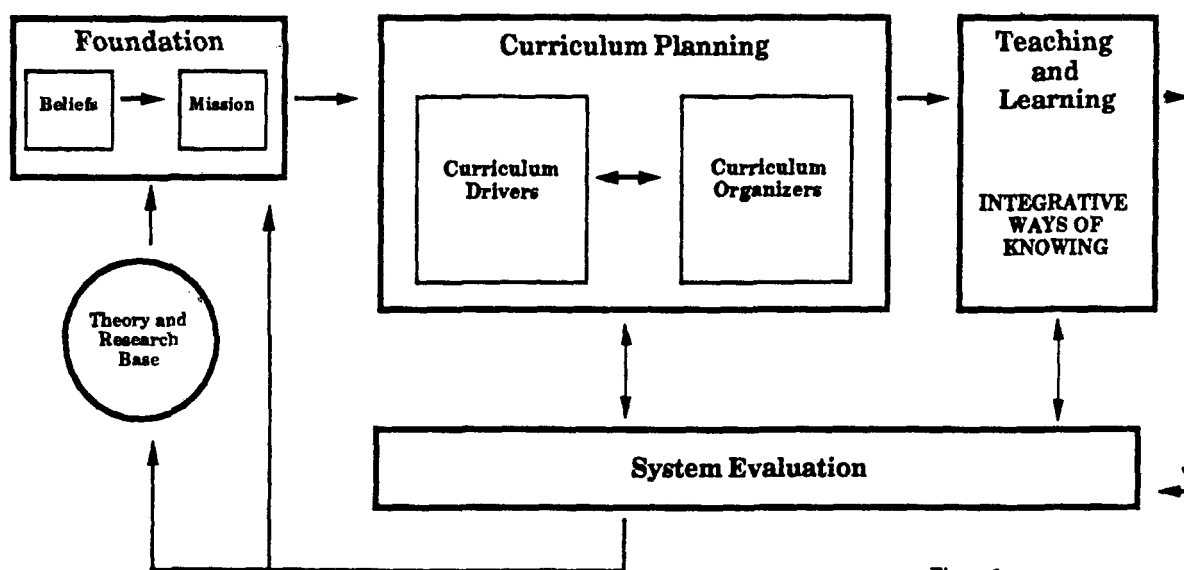 Foundation
Beliefs
Mission
Curriculum Planning
Curriculum
Drivers
Curriculum
Organizers
Teaching
and
Learning
INTEGRATIVE
WAYS OF
KNOWING
Theory and
Research
Base
System Evaluation